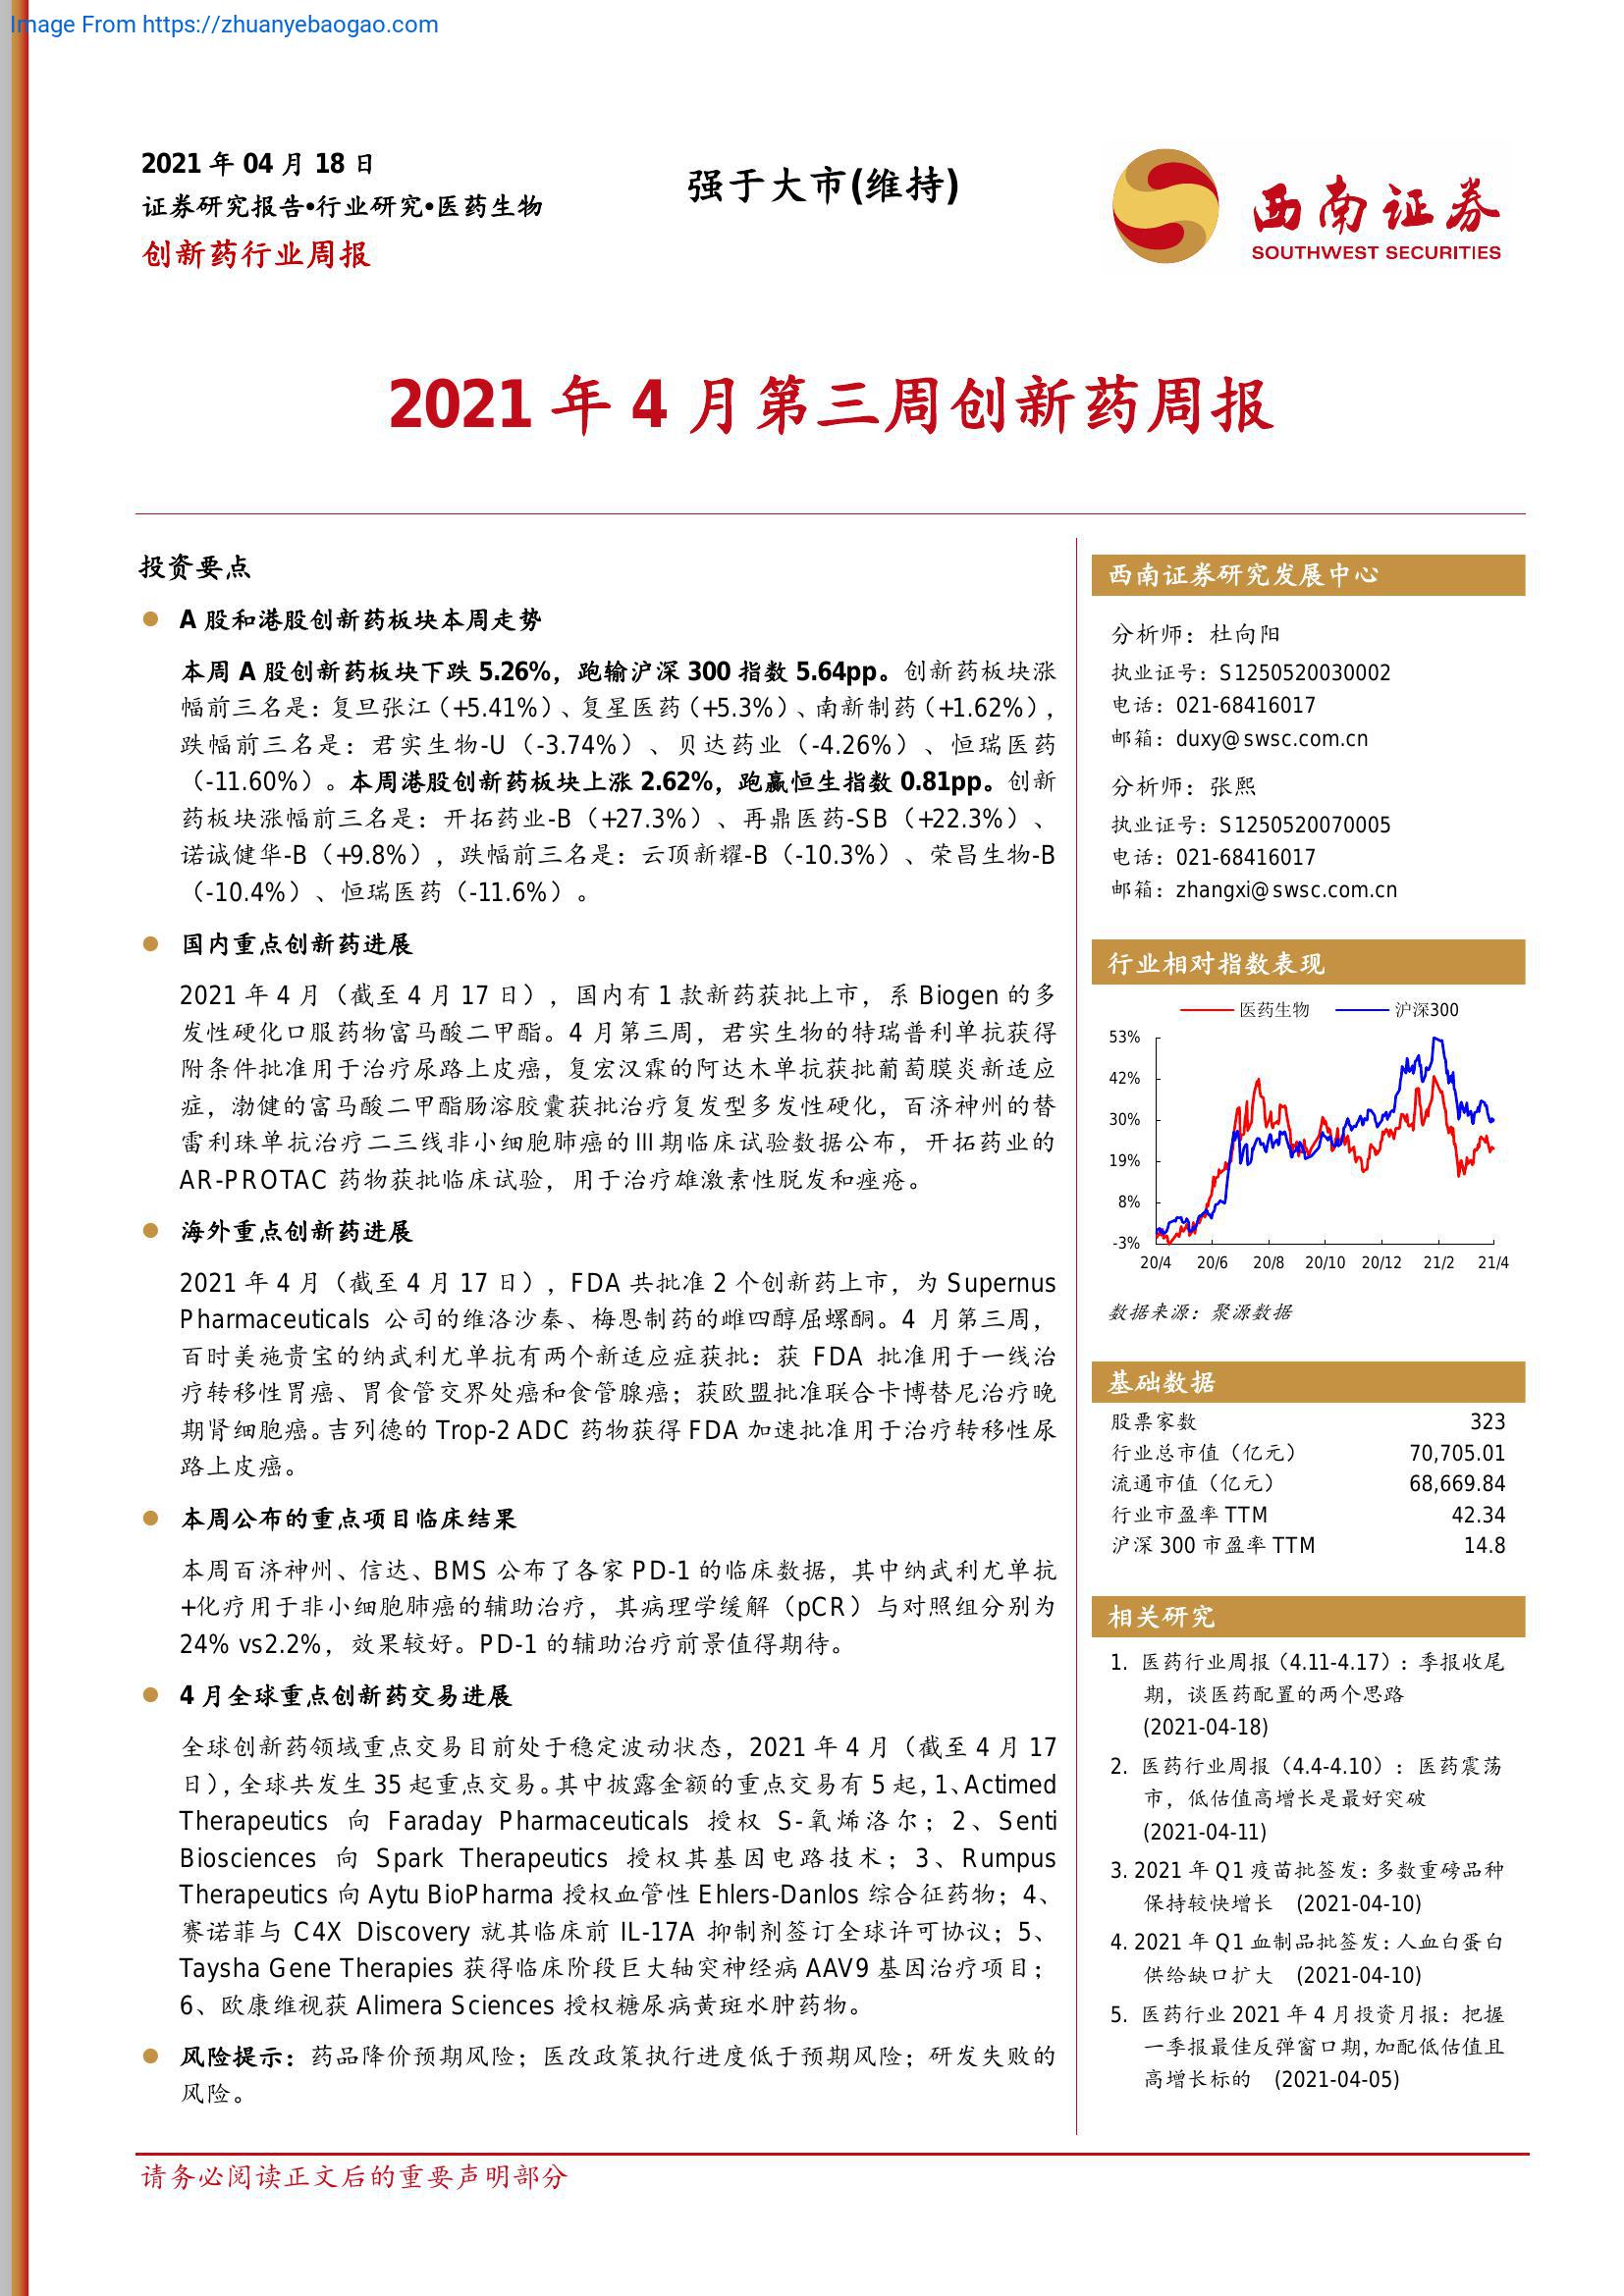 Image From https://zhuanyebaogao.com
2021 年 04 月 18 日
证券研究报告•行业研究•医药生物
创新药行业周报
强于大市(维持)
西南证券
SOUTHWEST SECURITIES
2021 年 4 月第三周创新药周报
投资要点
A 股和港股创新药板块本周走势
本周 A 股创新药板块下跌 5.26%，跑输沪深 300 指数 5.64pp。创新药板块涨
幅前三名是：复旦张江（+5.41%）、复星医药（+5.3%）、南新制药（+1.62%），
跌幅前三名是：君实生物-U（-3.74%）、贝达药业（-4.26%）、恒瑞医药
（-11.60%）。本周港股创新药板块上涨 2.62%，跑赢恒生指数 0.81pp。创新
药板块涨幅前三名是：开拓药业-B（+27.3%）、再鼎医药-SB（+22.3%）、
诺诚健华-B（+9.8%），跌幅前三名是：云顶新耀-B（-10.3%）、荣昌生物-B
（-10.4%）、恒瑞医药（-11.6%）。
国内重点创新药进展
2021 年 4 月（截至 4 月 17 日），国内有 1 款新药获批上市，系 Biogen 的多
发性硬化口服药物富马酸二甲酯。4 月第三周，君实生物的特瑞普利单抗获得
附条件批准用于治疗尿路上皮癌，复宏汉霖的阿达木单抗获批葡萄膜炎新适应
症，渤健的富马酸二甲酯肠溶胶囊获批治疗复发型多发性硬化，百济神州的替
雷利珠单抗治疗二三线非小细胞肺癌的III期临床试验数据公布，开拓药业的
AR-PROTAC 药物获批临床试验，用于治疗雄激素性脱发和痤疮。
海外重点创新药进展
2021 年 4 月（截至 4 月 17 日），FDA 共批准 2 个创新药上市，为 Supernus
Pharmaceuticals 公司的维洛沙秦、梅恩制药的雌四醇屈螺酮。4 月第三周，
百时美施贵宝的纳武利尤单抗有两个新适应症获批：获 FDA 批准用于一线治
疗转移性胃癌、胃食管交界处癌和食管腺癌；获欧盟批准联合卡博替尼治疗晚
期肾细胞癌。吉列德的 Trop-2 ADC 药物获得 FDA 加速批准用于治疗转移性尿
路上皮癌。
本周公布的重点项目临床结果
本周百济神州、信达、BMS 公布了各家 PD-1 的临床数据，其中纳武利尤单抗
+化疗用于非小细胞肺癌的辅助治疗，其病理学缓解（pCR）与对照组分别为
24% vs2.2%，效果较好。PD-1 的辅助治疗前景值得期待。
4 月全球重点创新药交易进展
全球创新药领域重点交易目前处于稳定波动状态，2021 年 4 月（截至 4 月 17
日），全球共发生 35 起重点交易。其中披露金额的重点交易有 5 起，1、Actimed
Therapeutics 向 Faraday Pharmaceuticals 授权 S-氧烯洛尔；2、Senti
Biosciences 向 Spark Therapeutics 授权其基因电路技术；3、Rumpus
Therapeutics 向 Aytu BioPharma 授权血管性 Ehlers-Danlos 综合征药物；4、
赛诺菲与 C4X Discovery 就其临床前 IL-17A 抑制剂签订全球许可协议；5、
Taysha Gene Therapies 获得临床阶段巨大轴突神经病 AAV9 基因治疗项目；
6、欧康维视获 Alimera Sciences 授权糖尿病黄斑水肿药物。
风险提示：药品降价预期风险；医改政策执行进度低于预期风险；研发失败的
风险。
西南证券研究发展中心
分析师：杜向阳
执业证号：S1250520030002
电话：021-68416017
邮箱：duxy@swsc.com.cn
分析师：张熙
执业证号：S1250520070005
电话：021-68416017
邮箱：zhangxi@swsc.com.cn
行业相对指数表现
医药生物 沪深300
53%
42%
30%
19%
8%
-3%
20/4 20/6 20/8 20/10 20/12 21/2 21/4
数据来源：聚源数据
基础数据
股票家数 323
行业总市值（亿元） 70,705.01
流通市值（亿元） 68,669.84
行业市盈率 TTM 42.34
沪深 300 市盈率 TTM 14.8
相关研究
1. 医药行业周报（4.11-4.17）：季报收尾
期，谈医药配置的两个思路
(2021-04-18)
2. 医药行业周报（4.4-4.10）：医药震荡
市，低估值高增长是最好突破
(2021-04-11)
3. 2021 年 Q1 疫苗批签发：多数重磅品种
保持较快增长 (2021-04-10)
4. 2021 年 Q1 血制品批签发：人血白蛋白
供给缺口扩大 (2021-04-10)
5. 医药行业 2021 年 4 月投资月报：把握
一季报最佳反弹窗口期，加配低估值且
高增长标的 (2021-04-05)
请务必阅读正文后的重要声明部分